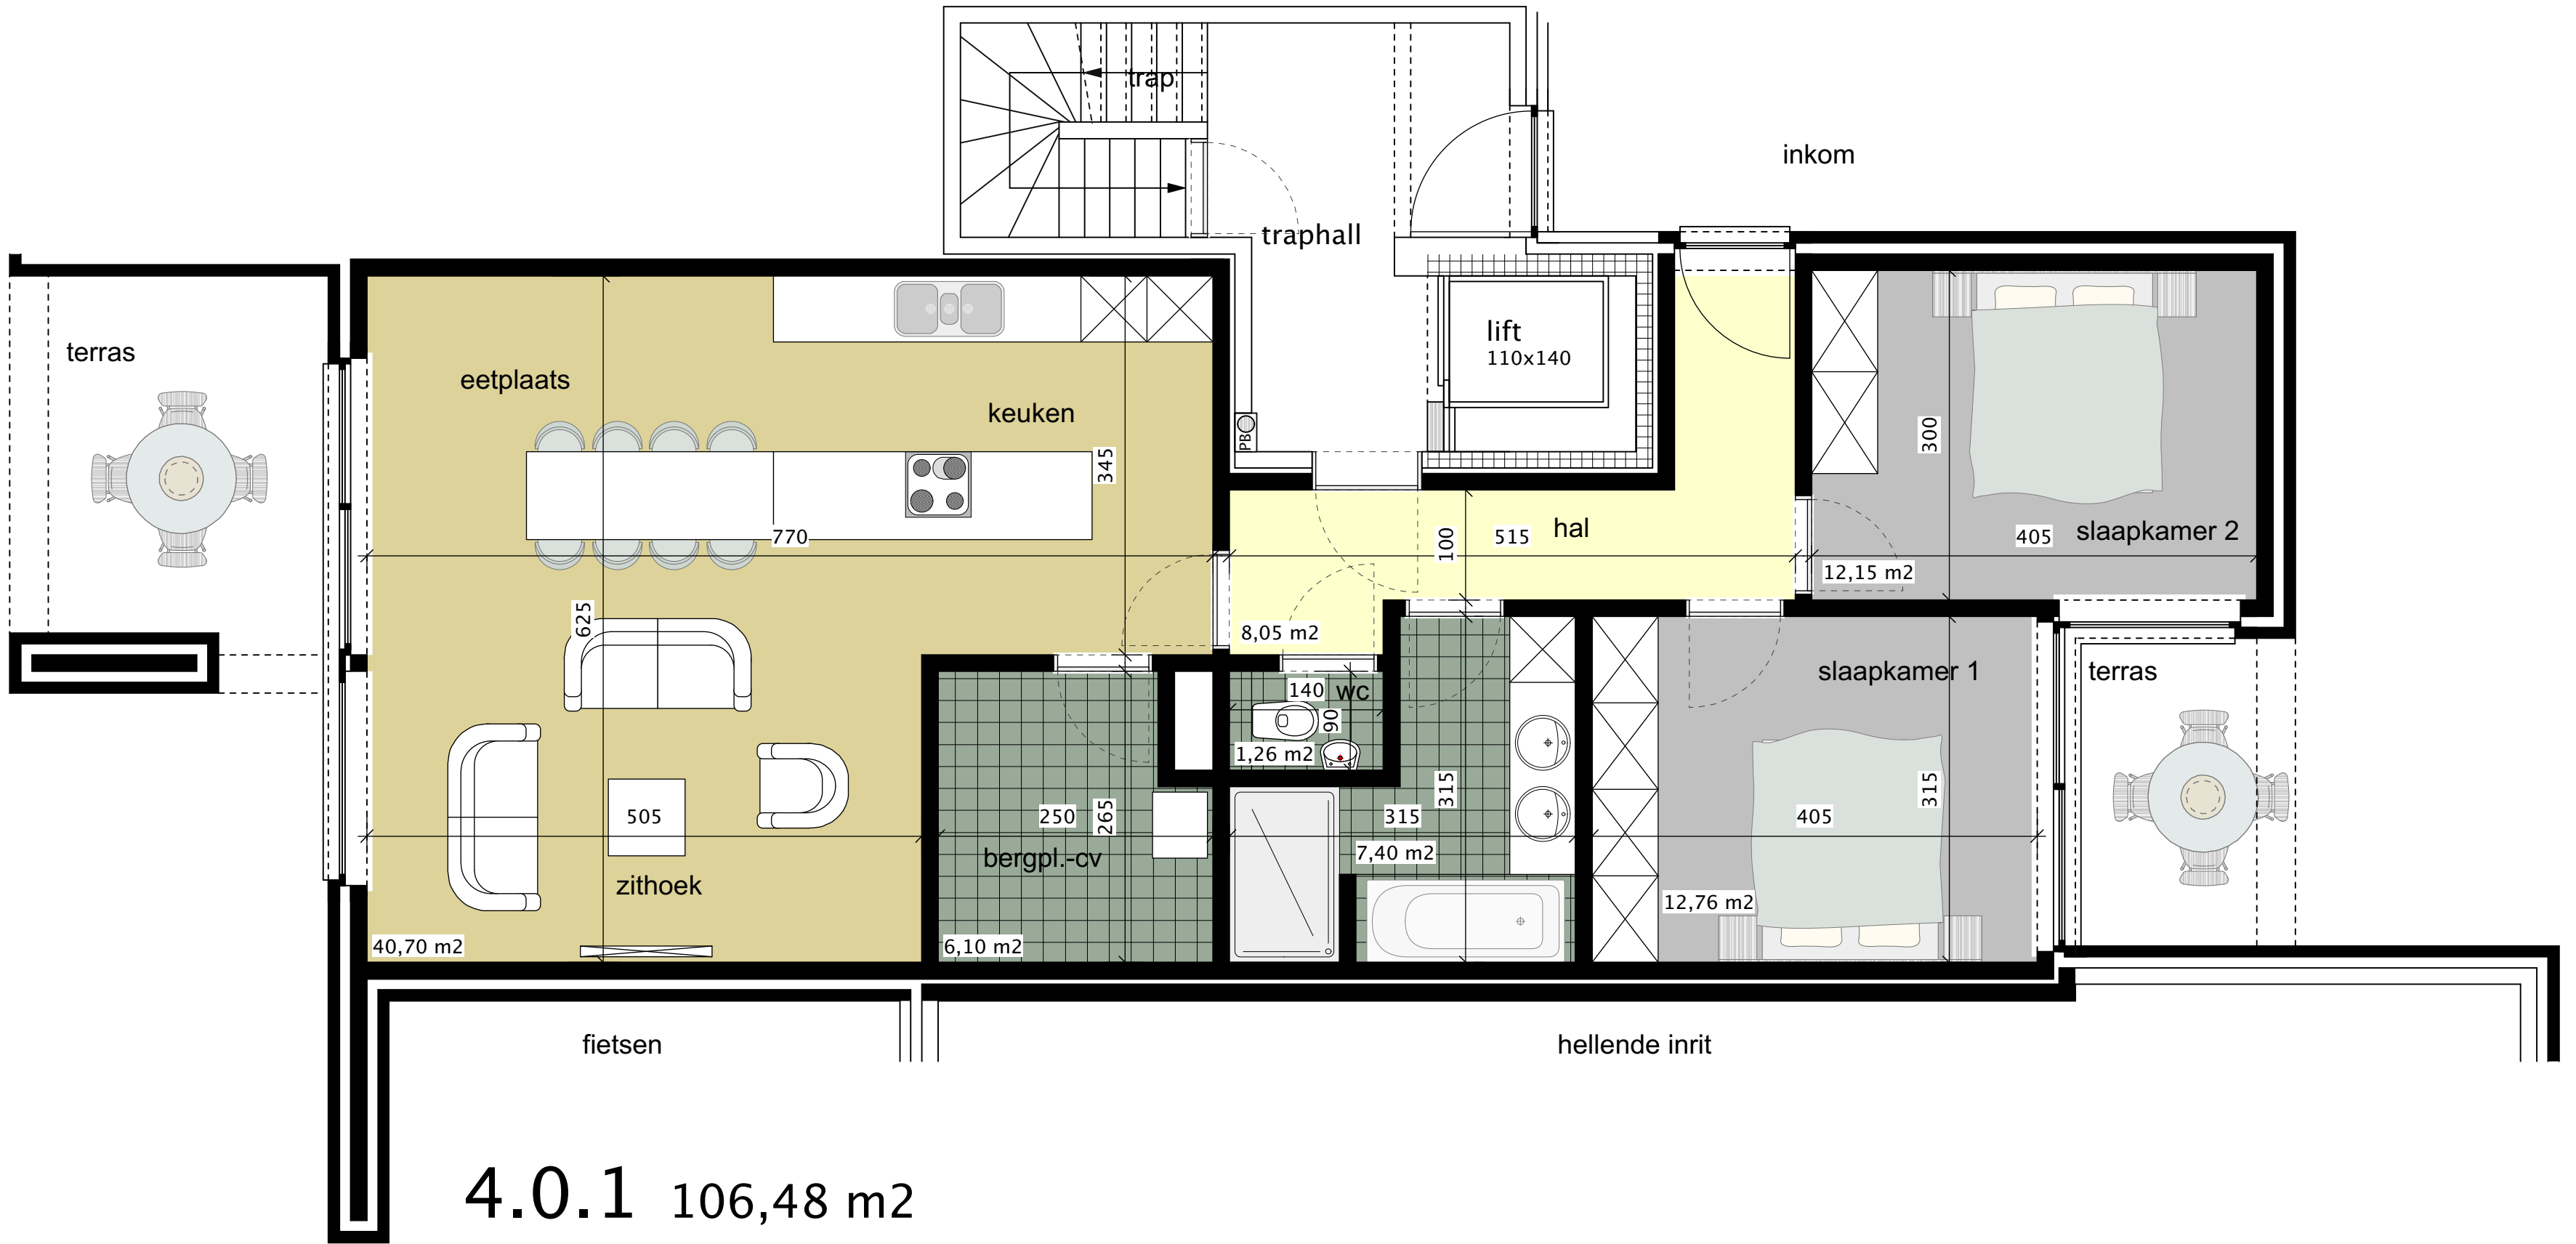 trap
inkom
traphall
terras
eetplaats
keuken
lift
110x140
PB
345
300
770
hal
100
515
405
slaapkamer 2
12,15 m2
625
8,05 m2
140
wc
90
1,26 m2
slaapkamer 1
terras
505
250
265
315
315
405
315
bergpl.-cv
7,40 m2
zithoek
12,76 m2
40,70 m2
6,10 m2
fietsen
hellende inrit
4.0.1 106,48 m2